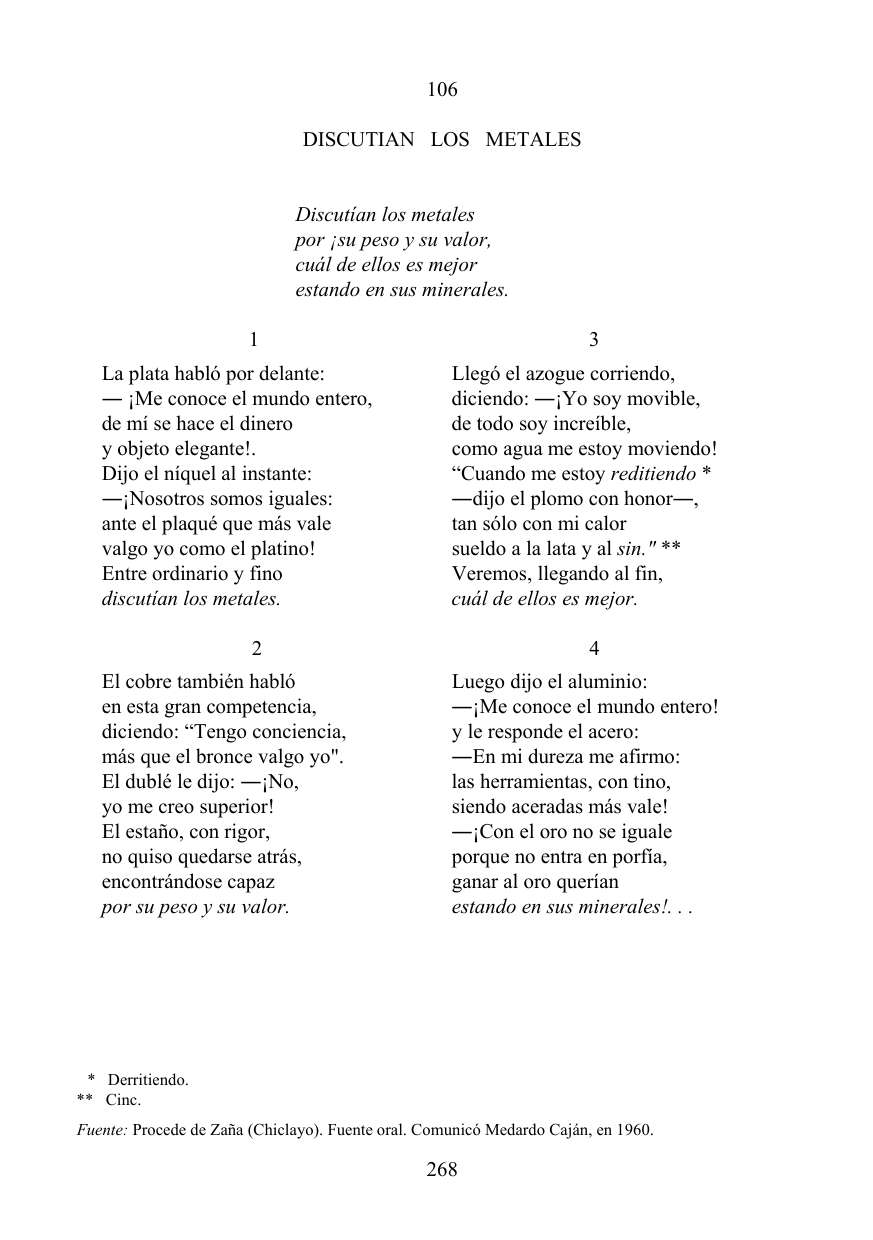 106
DISCUTIAN LOS METALES
Discutían los metales
por ¡su peso y su valor,
cuál de ellos es mejor
estando en sus minerales.
1
La plata habló por delante:
— ¡Me conoce el mundo entero,
de mí se hace el dinero
y objeto elegante!.
Dijo el níquel al instante:
—¡Nosotros somos iguales:
ante el plaqué que más vale
valgo yo como el platino!
Entre ordinario y fino
discutían los metales.
2
El cobre también habló
en esta gran competencia,
diciendo: “Tengo conciencia,
más que el bronce valgo yo".
El dublé le dijo: —¡No,
yo me creo superior!
El estaño, con rigor,
no quiso quedarse atrás,
encontrándose capaz
por su peso y su valor.
3
Llegó el azogue corriendo,
diciendo: —¡Yo soy movible,
de todo soy increíble,
como agua me estoy moviendo!
“Cuando me estoy reditiendo *
—dijo el plomo con honor—,
tan sólo con mi calor
sueldo a la lata y al sin." **
Veremos, llegando al fin,
cuál de ellos es mejor.
4
Luego dijo el aluminio:
—¡Me conoce el mundo entero!
y le responde el acero:
—En mi dureza me afirmo:
las herramientas, con tino,
siendo aceradas más vale!
—¡Con el oro no se iguale
porque no entra en porfía,
ganar al oro querían
estando en sus minerales!. . .
* Derritiendo.
** Cinc.
Fuente: Procede de Zaña (Chiclayo). Fuente oral. Comunicó Medardo Caján, en 1960.
268